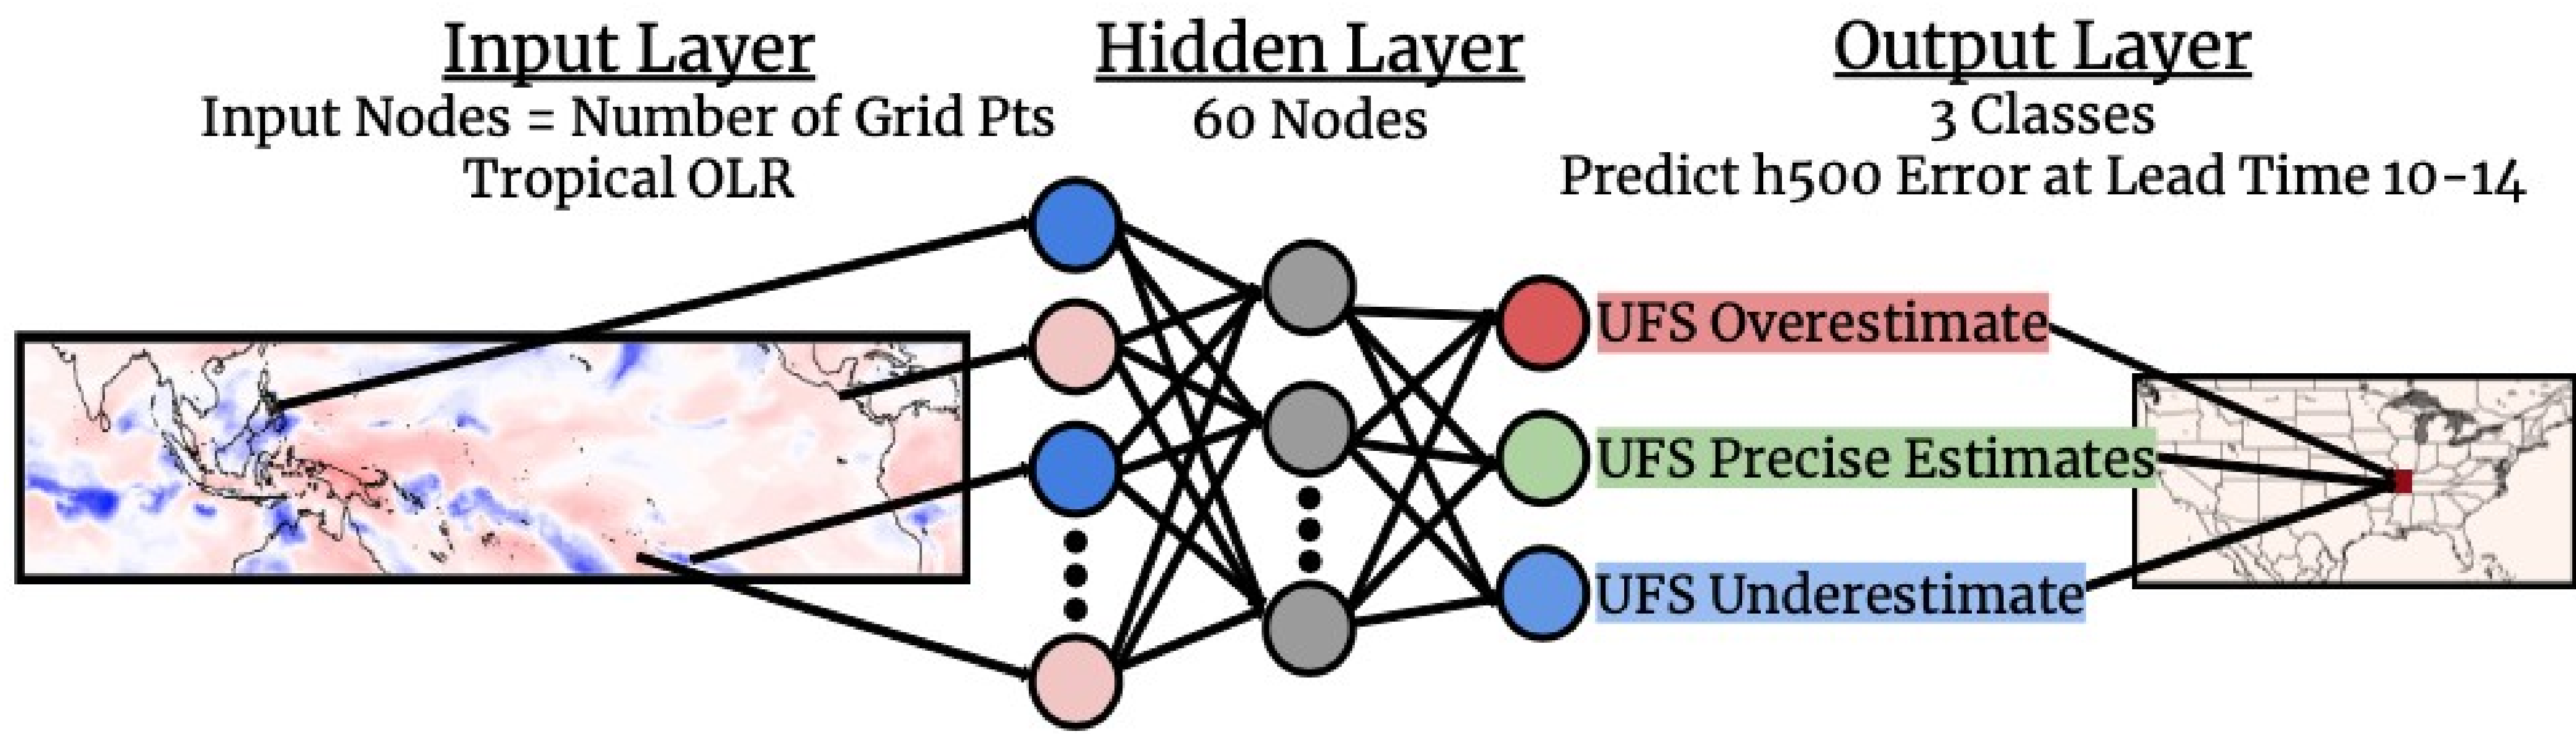 Input Layer
Input Nodes = Number of Grid Pts
Tropical OLR
Hidden Layer
60 Nodes
Output Layer
3 Classes
Predict h500 Error at Lead Time 10-14
UFS Overestimate
UFS Precise Estimates
UFS Underestimate